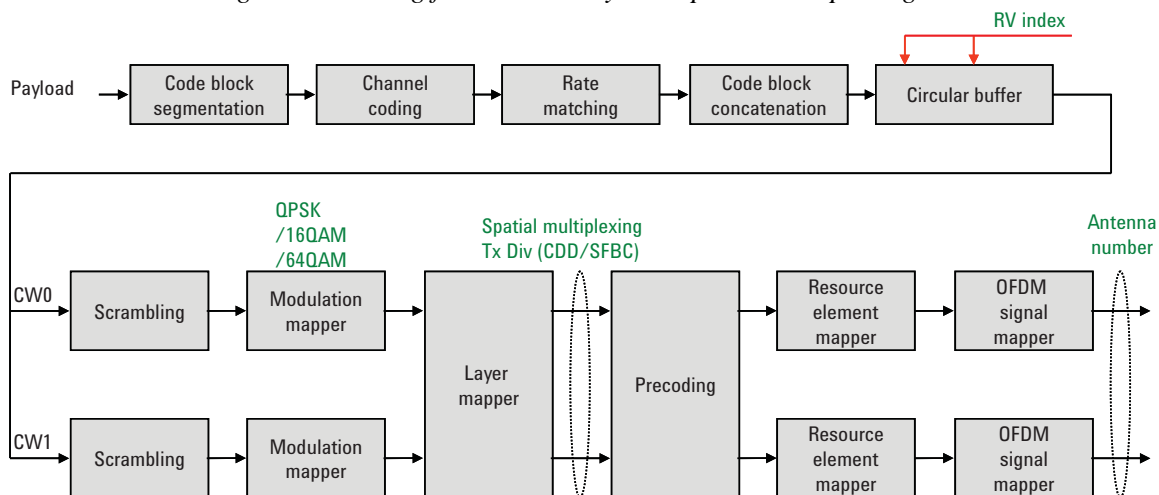 RV index
Payload
Code block
segmentation
Channel
coding
Rate
matching
Code block
concatenation
Circular buffer
QPSK
/16QAM
/64QAM
Spatial multiplexing
Tx Div (CDD/SFBC)
Antenna
number
CW0
Scrambling
Modulation
mapper
Layer
mapper
Precoding
Resource
element
mapper
OFDM
signal
mapper
CW1
Scrambling
Modulation
mapper
Resource
element
mapper
OFDM
signal
mapper